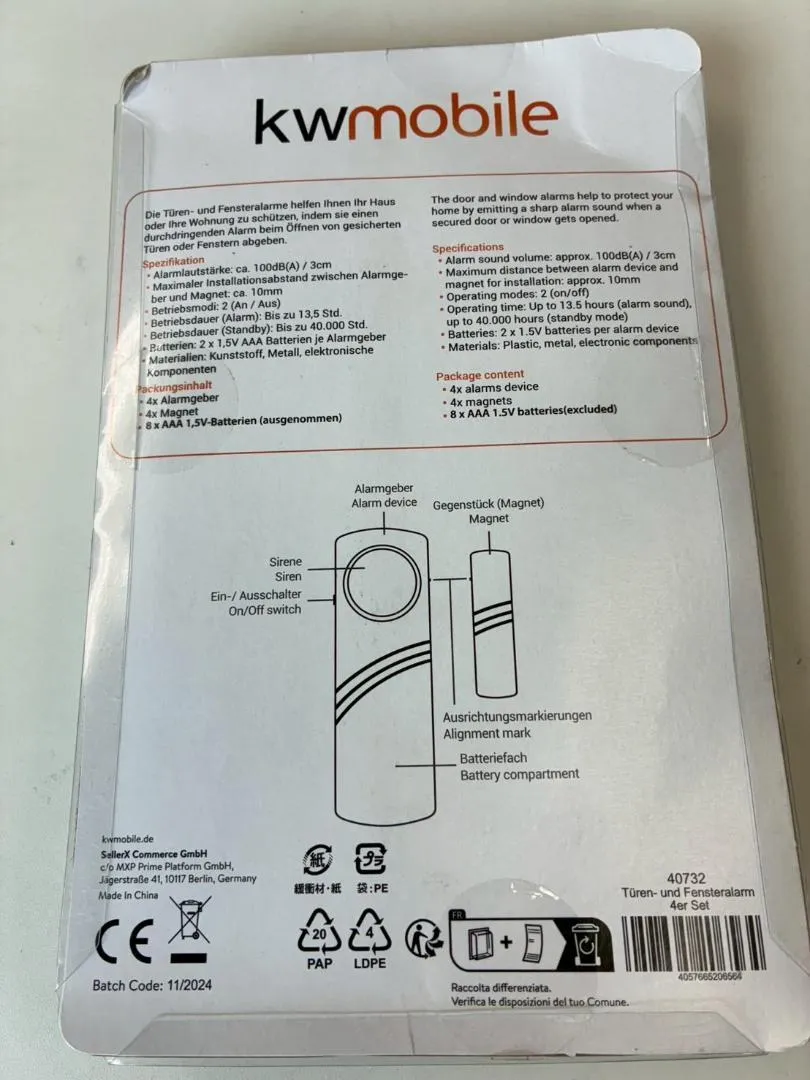 kwmobile
Die Türen- und Fensteralarme helfen Ihnen Ihr Haus
oder Ihre Wohnung zu schützen, indem sie einen
durchdringenden Alarm beim Öffnen von gesicherten
Türen oder Fenstern abgeben.
Spezifikation
• Alarmlautstärke: ca. 100dB(A) / 3cm
• Maximaler Installationsabstand zwischen Alarmge-
ber und Magnet: ca. 10mm
• Betriebsmodi: 2 (An / Aus)
• Betriebsdauer (Alarm): Bis zu 13,5 Std.
• Betriebsdauer (Standby): Bis zu 40.000 Std.
• Batterien: 2 x 1,5V AAA Batterien je Alarmgeber
• Materialien: Kunststoff, Metall, elektronische
Komponenten
Packungsinhalt
• 4x Alarmgeber
• 4x Magnet
• 8 x AAA 1,5V-Batterien (ausgenommen)
The door and window alarms help to protect your
home by emitting a sharp alarm sound when a
secured door or window gets opened.
Specifications
• Alarm sound volume: approx. 100dB(A) / 3cm
• Maximum distance between alarm device and
magnet for installation: approx. 10mm
• Operating modes: 2 (on/off)
• Operating time: Up to 13.5 hours (alarm sound),
up to 40.000 hours (standby mode)
• Batteries: 2 x 1.5V batteries per alarm device
• Materials: Plastic, metal, electronic components
Package content
• 4x alarms device
• 4x magnets
• 8 x AAA 1.5V batteries(excluded)
Alarmgeber
Alarm device
Gegenstück (Magnet)
Magnet
Sirene
Siren
Ein-/ Ausschalter
On/Off switch
Ausrichtungsmarkierungen
Alignment mark
Batteriefach
Battery compartment
kwmobile.de
SellerX Commerce GmbH
c/o MXP Prime Platform GmbH,
Jägerstraße 41, 10117 Berlin, Germany
Made In China
CE
Batch Code: 11/2024
紙
緩衝材・紙
プラ
袋:PE
20
PAP
4
LDPE
FR
+
Raccolta differenziata.
Verifica le disposizioni del tuo Comune.
40732
Türen- und Fensteralarm
4er Set
4057665206564